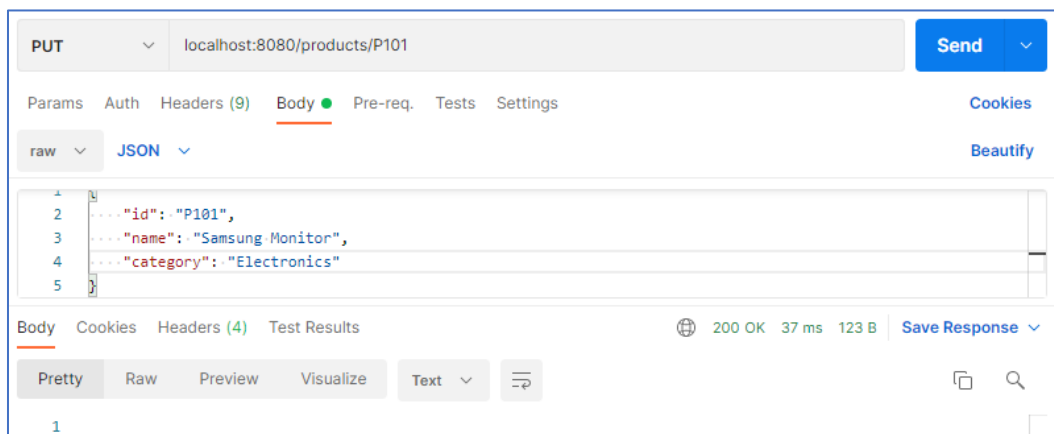 PUT localhost:8080/products/P101 Send
Params Auth Headers (9) Body Pre-req. Tests Settings Cookies
raw JSON Beautify
1 {
2 "id": "P101",
3 "name": "Samsung Monitor",
4 "category": "Electronics"
5 }
Body Cookies Headers (4) Test Results 200 OK 37 ms 123 B Save Response
Pretty Raw Preview Visualize Text
1